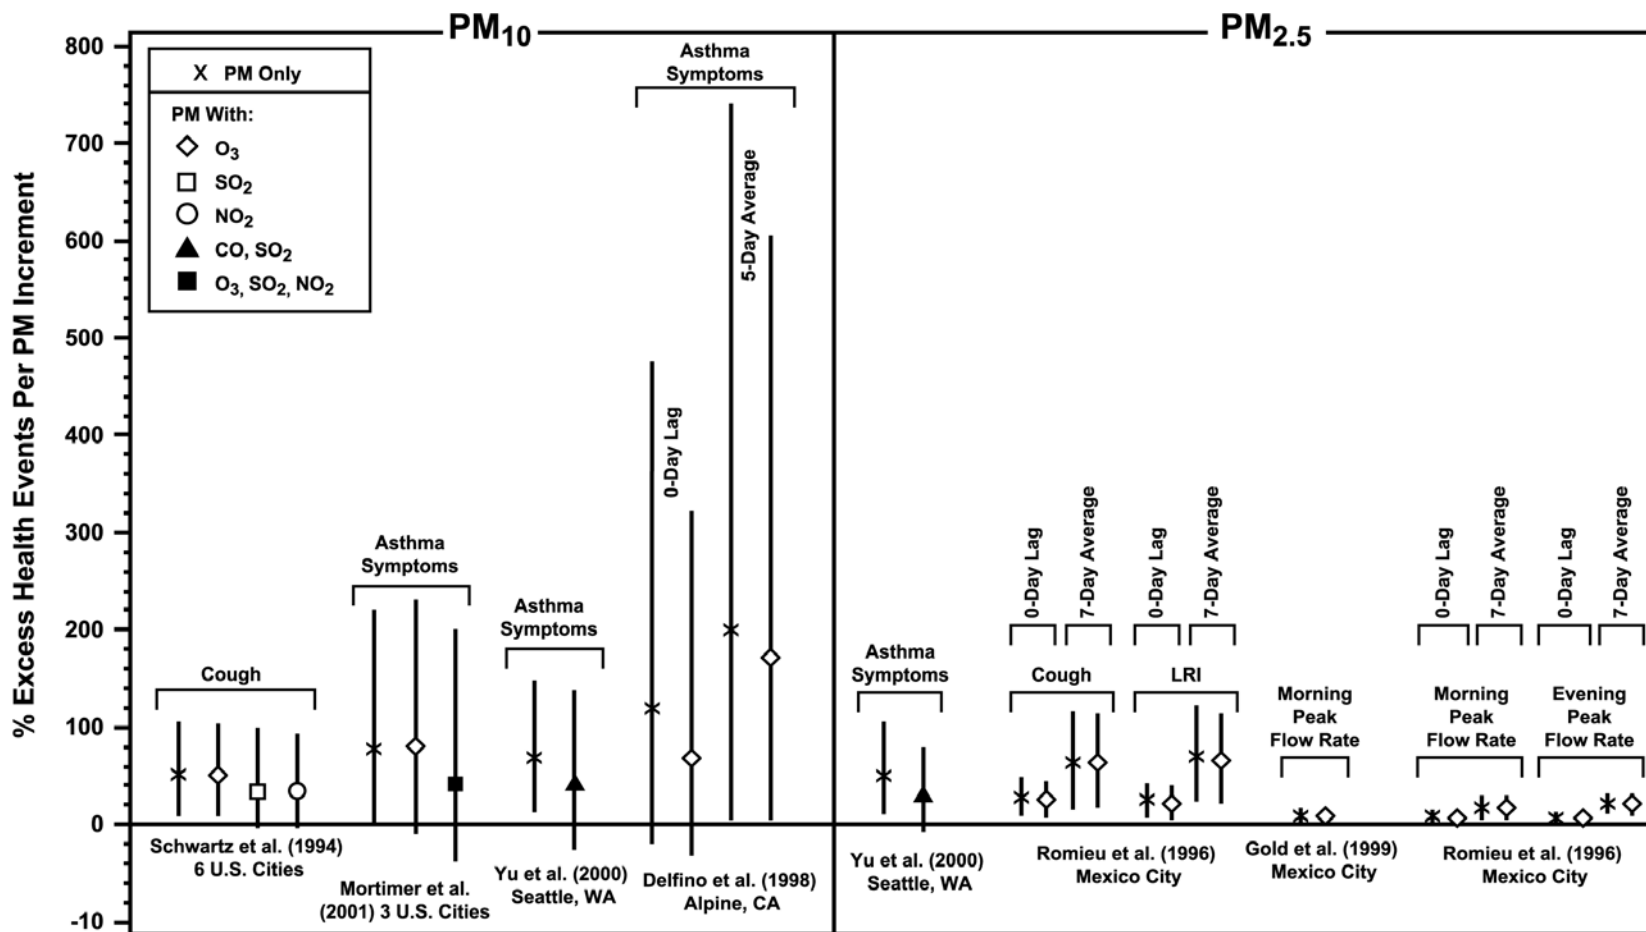 PM10
PM2.5
% Excess Health Events Per PM Increment
800
700
600
500
400
300
200
100
0
-10
X PM Only
PM With:
O3
SO2
NO2
CO, SO2
O3, SO2, NO2
Cough
Schwartz et al. (1994)
6 U.S. Cities
Asthma
Symptoms
Mortimer et al.
(2001) 3 U.S. Cities
Asthma
Symptoms
Yu et al. (2000)
Seattle, WA
Asthma
Symptoms
0-Day Lag
5-Day Average
Delfino et al. (1998)
Alpine, CA
Asthma
Symptoms
Yu et al. (2000)
Seattle, WA
0-Day Lag
7-Day Average
0-Day Lag
7-Day Average
Cough
LRI
Romieu et al. (1996)
Mexico City
Morning
Peak
Flow Rate
Gold et al. (1999)
Mexico City
0-Day Lag
7-Day Average
0-Day Lag
7-Day Average
Morning
Peak
Flow Rate
Evening
Peak
Flow Rate
Romieu et al. (1996)
Mexico City